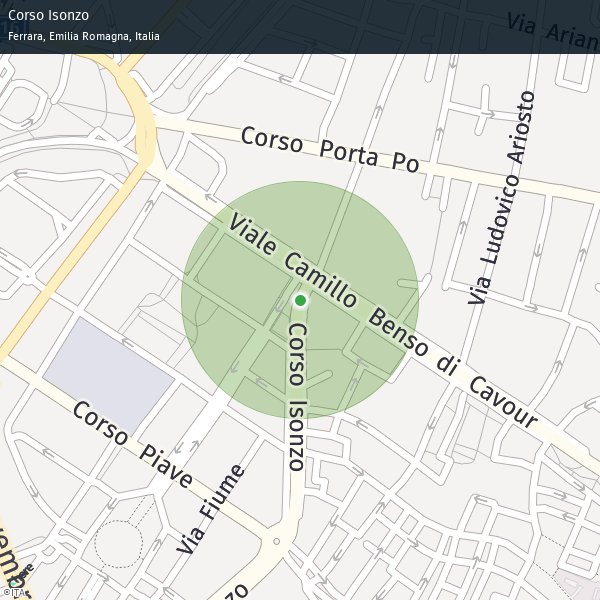 Corso Isonzo
Ferrara, Emilia Romagna, Italia
Via Arian
Corso Porta Po
Via Ludovico Ariosto
Viale Camillo Benso di Cavour
Corso Isonzo
Corso Piave
Via Fiume
©ITA